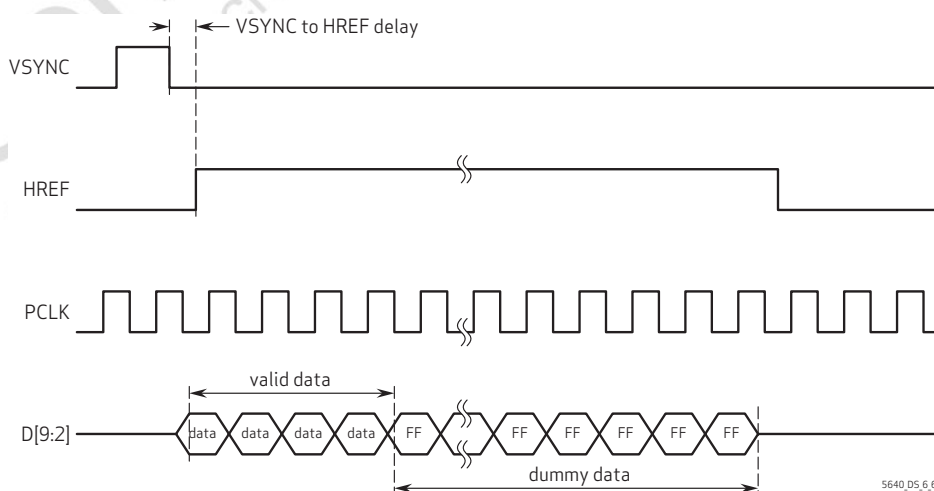 VSYNC to HREF delay
VSYNC
HREF
PCLK
valid data
D[9:2]
data data data data FF FF FF FF FF FF
dummy data